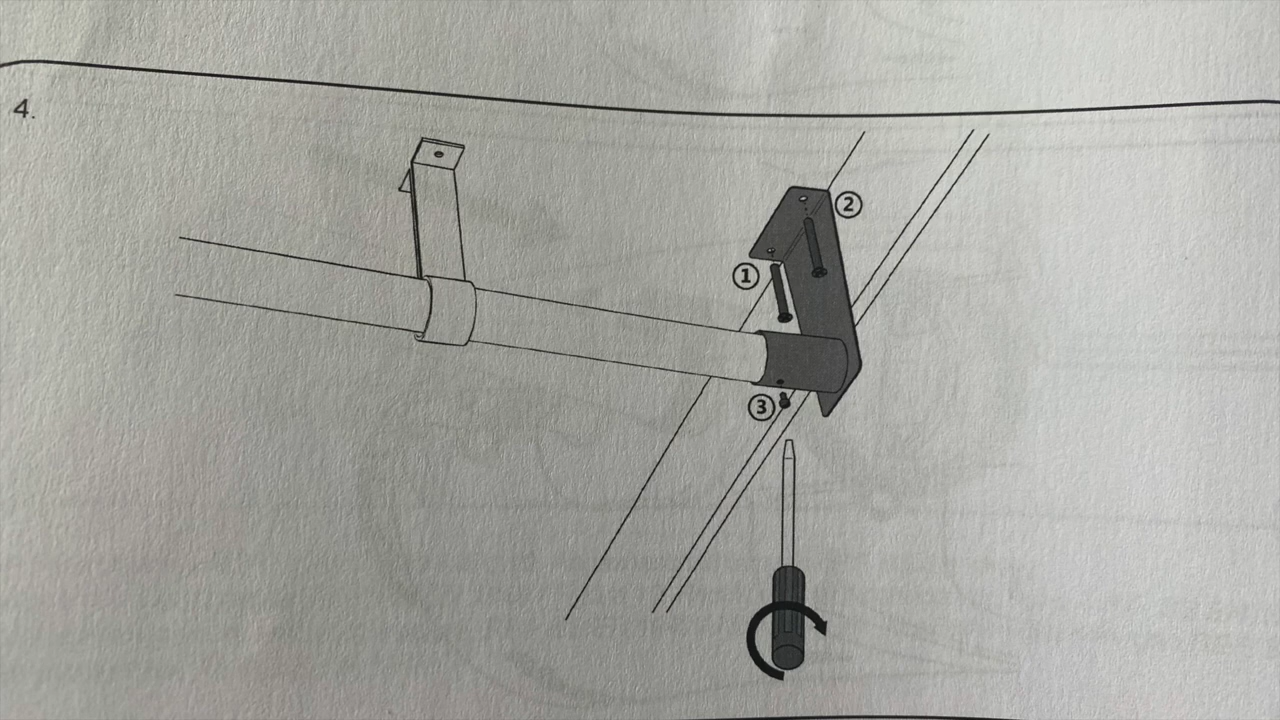 4.
②
①
③